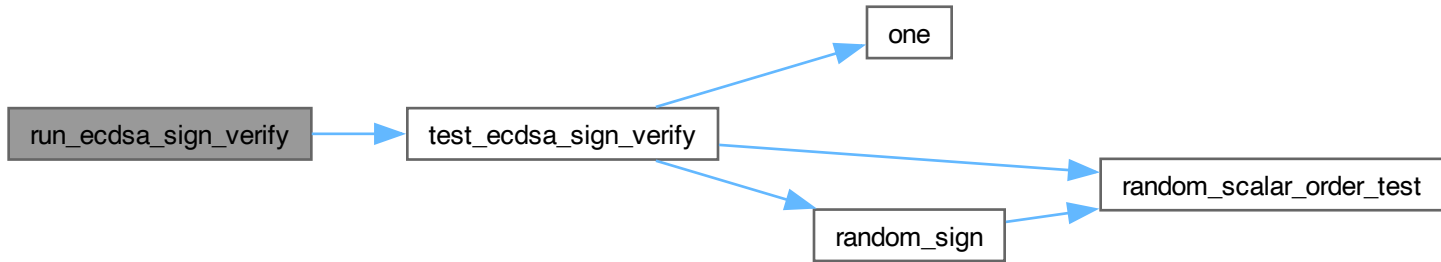 run_ecdsa_sign_verify
test_ecdsa_sign_verify
one
random_sign
random_scalar_order_test